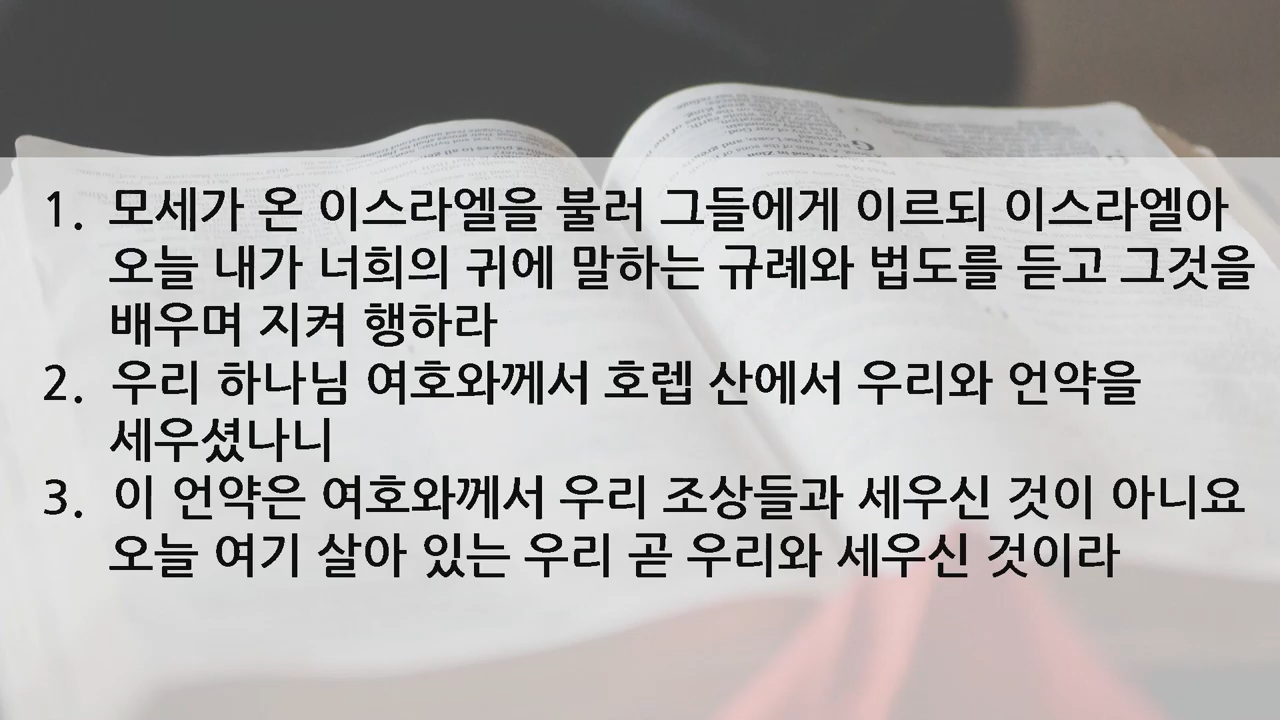 1. 모세가 온 이스라엘을 불러 그들에게 이르되 이스라엘아
오늘 내가 너희의 귀에 말하는 규례와 법도를 듣고 그것을
배우며 지켜 행하라
2. 우리 하나님 여호와께서 호렙 산에서 우리와 언약을
세우셨나니
3. 이 언약은 여호와께서 우리 조상들과 세우신 것이 아니요
오늘 여기 살아 있는 우리 곧 우리와 세우신 것이라